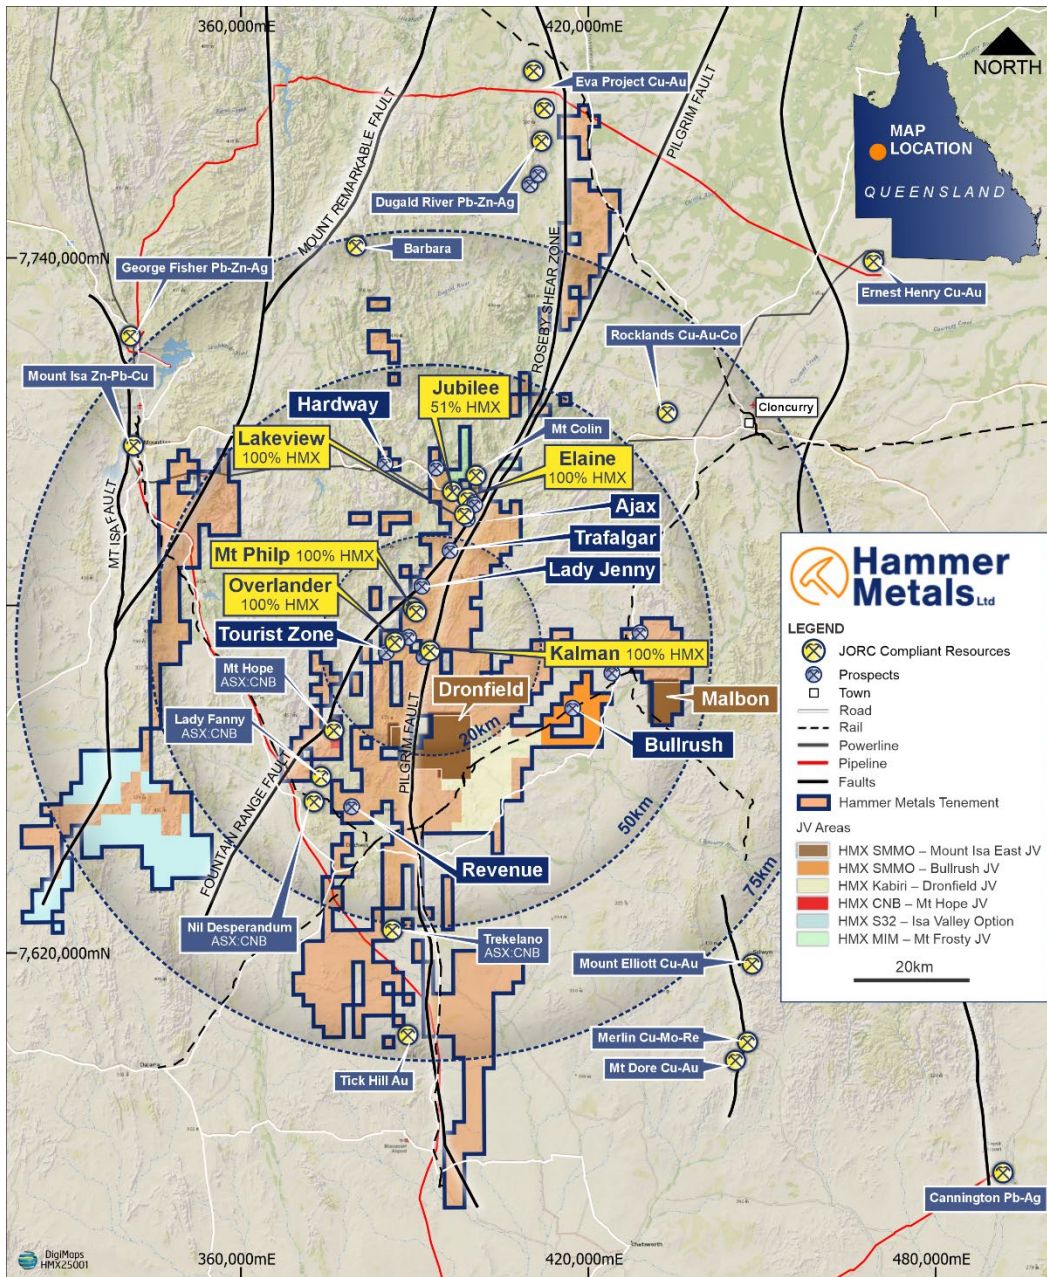 360,000mE
420,000mE
NORTH
MAP
LOCATION
QUEENSLAND
MOUNT REMARKABLE FAULT
PILGRIM FAULT
Eva Project Cu-Au
Dugald River Pb-Zn-Ag
Barbara
7,740,000mN
George Fisher Pb-Zn-Ag
Ernest Henry Cu-Au
ROSEBY SHEAR ZONE
Rocklands Cu-Au-Co
Mount Isa Zn-Pb-Cu
Jubilee
51% HMX
Hardway
Cloncurry
Mt Colin
Lakeview
100% HMX
Elaine
100% HMX
MT ISA FAULT
Ajax
Trafalgar
Mt Philp 100% HMX
Lady Jenny
Overlander
100% HMX
Tourist Zone
Kalman 100% HMX
Mt Hope
ASX:CNB
Dronfield
Malbon
Lady Fanny
ASX:CNB
20km
Bullrush
PILGRIM FAULT
FOUNTAIN RANGE FAULT
50km
Revenue
75km
Nil Desperandum
ASX:CNB
Trekelano
ASX:CNB
7,620,000mN
Mount Elliott Cu-Au
Merlin Cu-Mo-Re
Mt Dore Cu-Au
Tick Hill Au
Cannington Pb-Ag
Chatsworth
Hammer
Metals Ltd
LEGEND
JORC Compliant Resources
Prospects
Town
Road
Rail
Powerline
Pipeline
Faults
Hammer Metals Tenement
JV Areas
HMX SMMO – Mount Isa East JV
HMX SMMO – Bullrush JV
HMX Kabiri – Dronfield JV
HMX CNB – Mt Hope JV
HMX S32 – Isa Valley Option
HMX MIM – Mt Frosty JV
20km
DigiMaps
HMX25001
360,000mE
420,000mE
480,000mE